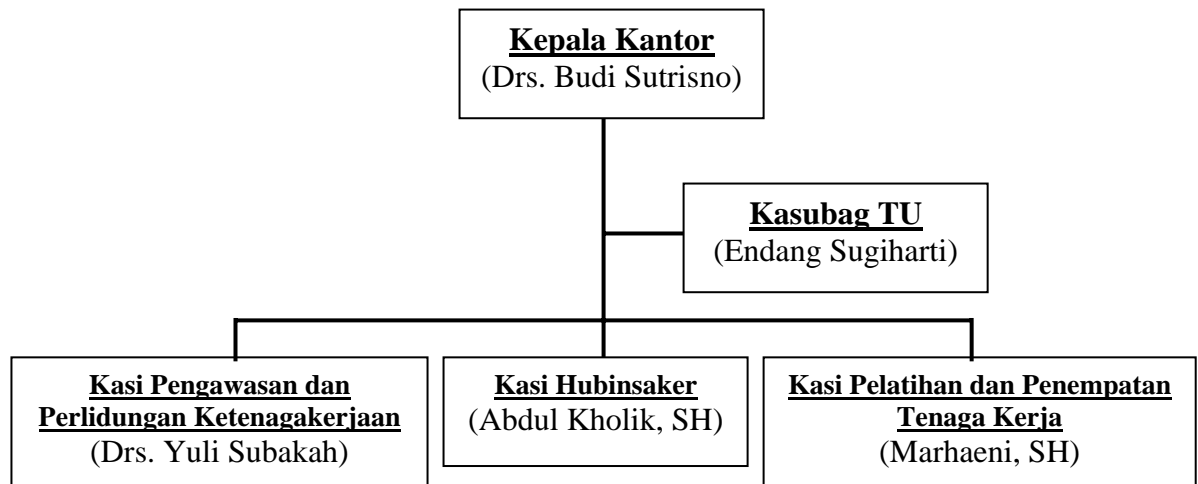 Kepala Kantor
(Drs. Budi Sutrisno)
Kasubag TU
(Endang Sugiharti)
Kasi Pengawasan dan
Perlidungan Ketenagakerjaan
(Drs. Yuli Subakah)
Kasi Hubinsaker
(Abdul Kholik, SH)
Kasi Pelatihan dan Penempatan
Tenaga Kerja
(Marhaeni, SH)